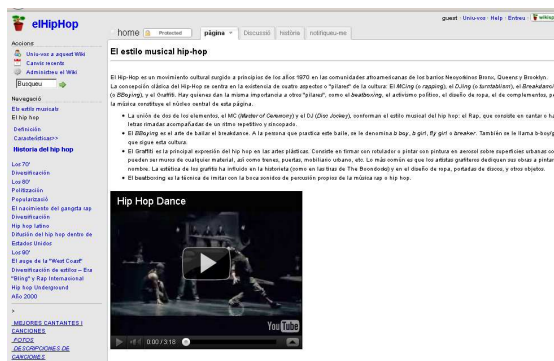 elHipHop
guest · Uniu-vos · Help · Entreu :
Accions
Uniu-vos a aquest Wiki
Canvis recents
Administreu el Wiki
Busqueu
Navegació
Els estils musicals
El hip hop
Definición
Caraсterísticas>>
Historia del hip hop
Los 70'
Diversificación
Los 80'
Politización
Popularizació
El nacimiento del gangsta rap
Diversificación
Hip hop latino
Difusión del hip hop dentro de
Estados Unidos
Los 90'
El auge de la "West Coast"
Diversificación de estilos – Era
"Bling" y Rap Internacional
Hip hop Underground
Año 2000
>
MEJORES CANTANTES I
CANCIONES
FOTOS
DESCRIPCIONES DE
CANCIONES
home Protected página Discussió història notifiqueu-me
El estilo musical hip-hop
El Hip-Hop es un movimiento cultural surgido a principios de los años 1970 en las comunidades afroamericanas de los barrios Neoyorkinos Bronx, Queens y Brooklyn.
La concepción clásica del Hip-Hop se centra en la existencia de cuatro aspectos o "pilares" de la cultura: El MCing (o rapping), el DJing (o turntablism), el Breakdancing
(o BBoying), y el Graffiti. Hay quienes dan la misma importancia a otros "pilares", como el beatboxing, el activismo político, el diseño de ropa, el de complementos, pero
la música constituye el núcleo central de esta página.
La unión de dos de los elementos, el MC (Master of Ceremony) y el DJ (Disc Jockey), conforman el estilo musical del hip hop: el Rap, que consiste en cantar o
letras rimadas acompañadas de un ritmo repetitivo y sincopado.
El BBoying es el arte de bailar el breakdance. A la persona que practica este baile, se le denomina b boy, b girl, fly girl o breaker. También se le llama b-boy/g
que sigue esta cultura.
El Graffiti es la principal expresión del hip hop en las artes plásticas. Consiste en firmar con rotulador o pintar con pintura en aerosol sobre superficies urbanas
pueden ser muros de cualquier material, así como trenes, puertas, mobiliario urbano, etc. Lo más común es que los artistas grafiteros dediquen sus obras a pintar
nombre. La estética de los graffitis ha influido en la historieta (como en las tiras de The Boondocks) y en el diseño de ropa, portadas de discos, y otros objetos.
El beatboxing es la técnica de imitar con la boca sonidos de percusión propios de la música rap o hip hop.
Hip Hop Dance
YouTube
0:00 / 3:18